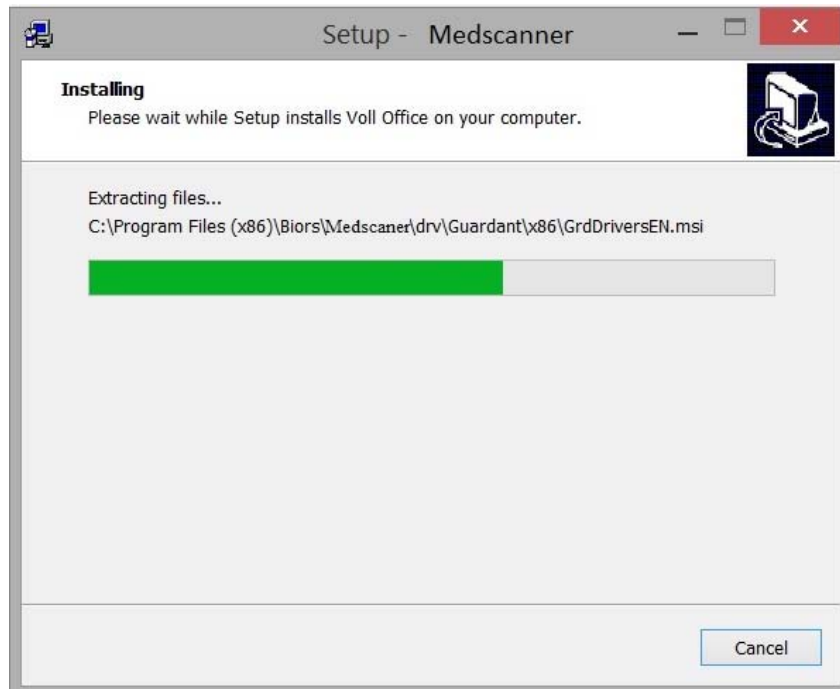 Setup - Medscanner
Installing
Please wait while Setup installs Voll Office on your computer.
Extracting files...
C:\Program Files (x86)\Biors\Medscaner\drv\Guardant\x86\GrdDriversEN.msi
Cancel